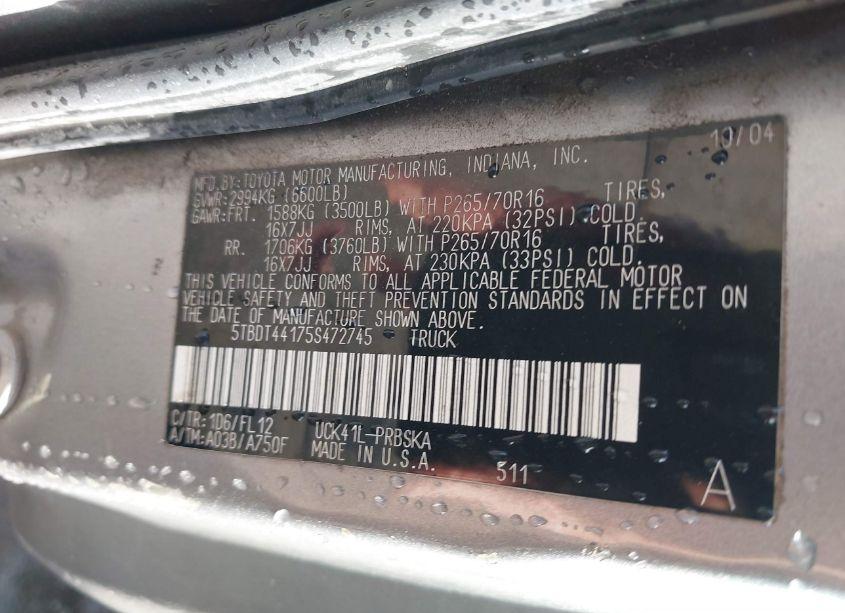 10/04
MFD.BY:TOYOTA MOTOR MANUFACTURING, INDIANA, INC.
GVWR:2994KG (6600LB)
GAWR:FRT. 1588KG (3500LB) WITH P265/70R16 TIRES,
16X7JJ RIMS, AT 220KPA (32PSI) COLD.
RR. 1706KG (3760LB) WITH P265/70R16 TIRES,
16X7JJ RIMS, AT 230KPA (33PSI) COLD.
THIS VEHICLE CONFORMS TO ALL APPLICABLE FEDERAL MOTOR
VEHICLE SAFETY AND THEFT PREVENTION STANDARDS IN EFFECT ON
THE DATE OF MANUFACTURE SHOWN ABOVE.
5TBDT44175S472745 TRUCK
C/TR:1D6/FL12 UCK41L-PRBSKA
A/TM:A03B/A750F MADE IN U.S.A.
511
A